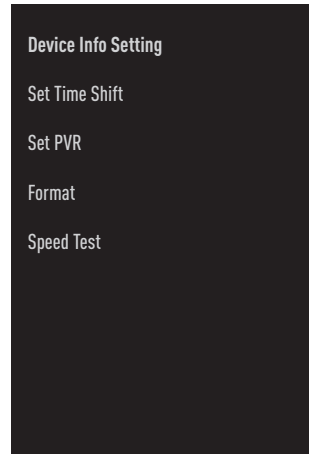 Device Info Setting
Set Time Shift
Set PVR
Format
Speed Test